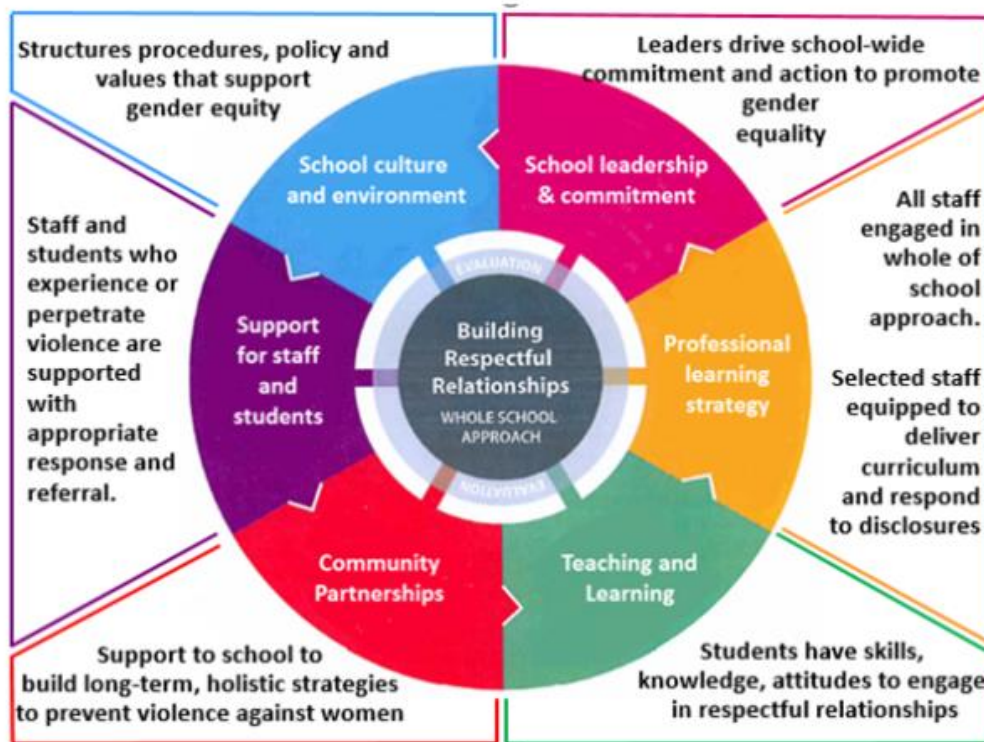 Structures procedures, policy and
values that support
gender equity
Leaders drive school-wide
commitment and action to promote
gender
equality
School culture
and environment
School leadership
& commitment
Staff and
students who
experience or
perpetrate
violence are
supported
with
appropriate
response and
referral.
Support
for staff
and
students
EVALUATION
Building
Respectful
Relationships
WHOLE SCHOOL
APPROACH
EVALUATION
Professional
learning
strategy
All staff
engaged in
whole of
school
approach.
Selected staff
equipped to
deliver
curriculum
and respond
to disclosures
Community
Partnerships
Teaching and
Learning
Support to school to
build long-term, holistic strategies
to prevent violence against women
Students have skills,
knowledge, attitudes to engage
in respectful relationships